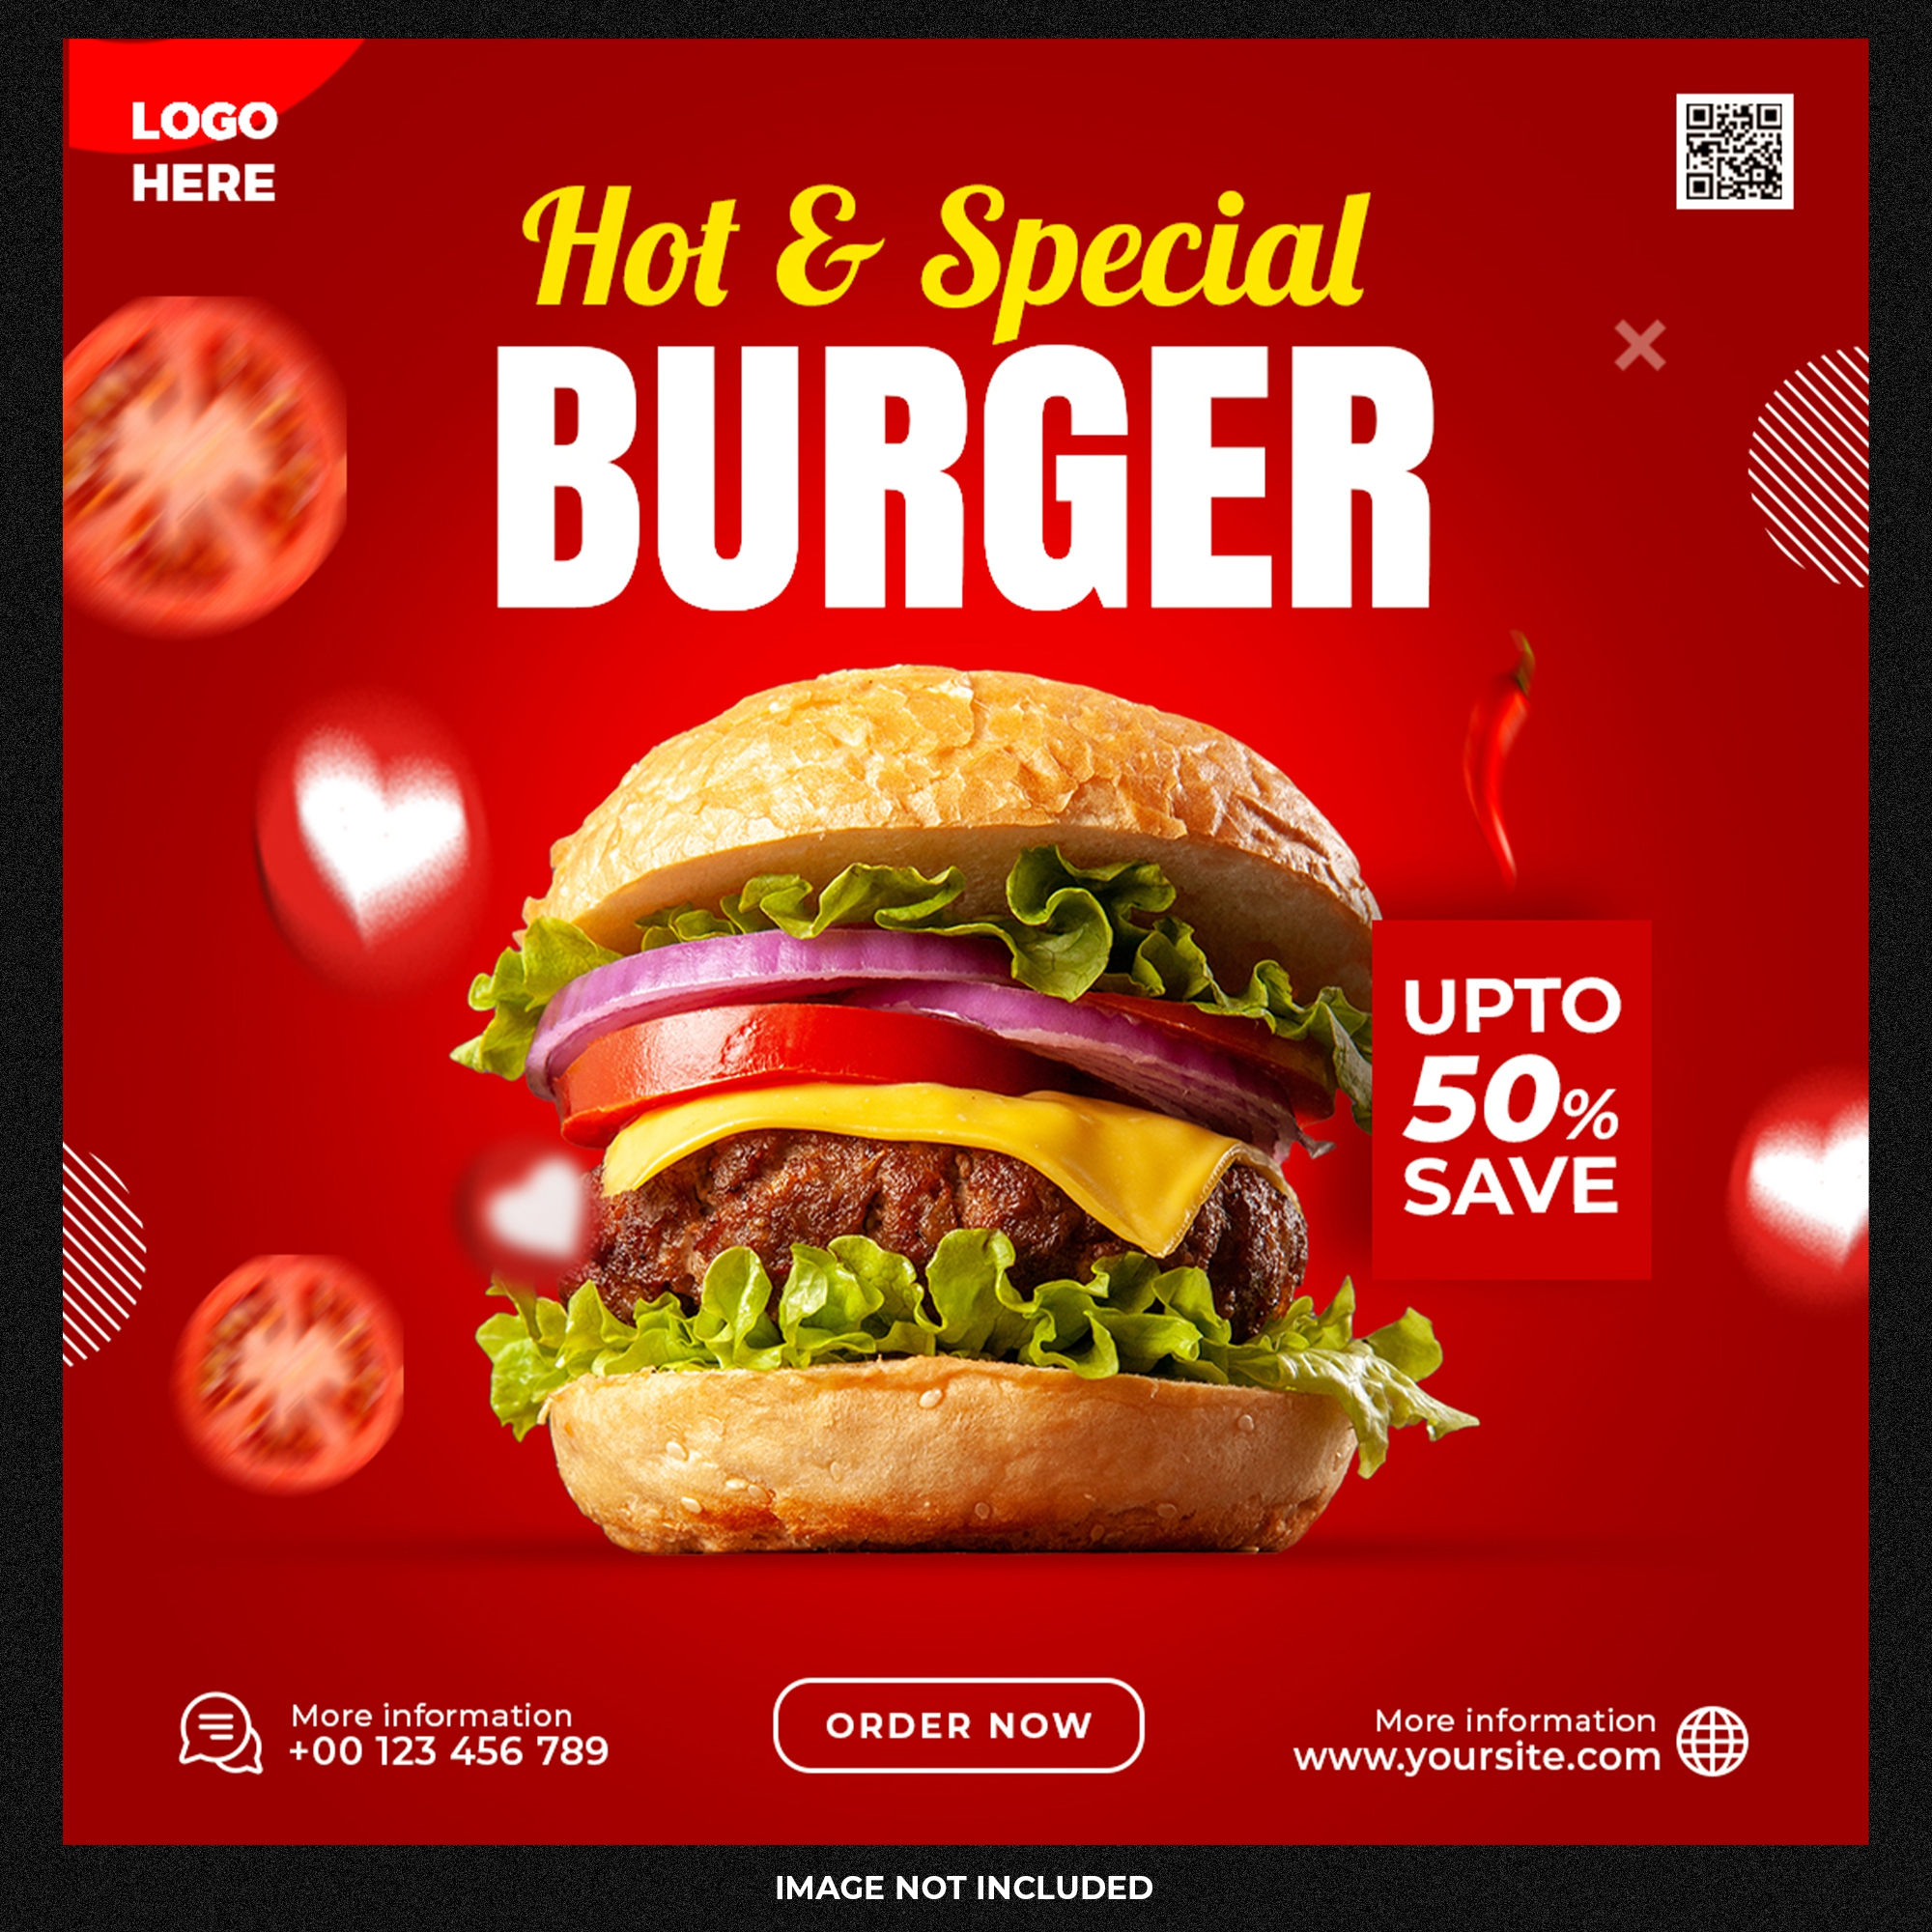 LOGO
HERE
Hot & Special
BURGER
UPTO
50%
SAVE
More information
+00 123 456 789
ORDER NOW
More information
www.yoursite.com
IMAGE NOT INCLUDED